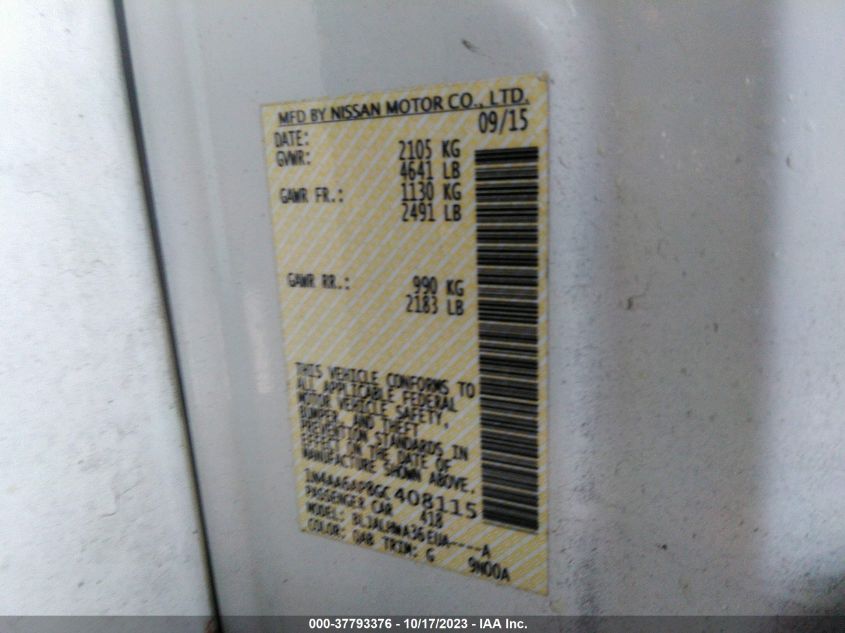 MFD BY NISSAN MOTOR CO., LTD.
DATE: 09/15
GVWR: 2105 KG
4641 LB
GAWR FR.: 1130 KG
2491 LB
GAWR RR.: 990 KG
2183 LB
THIS VEHICLE CONFORMS TO
ALL APPLICABLE FEDERAL
MOTOR VEHICLE SAFETY,
BUMPER, AND THEFT
PREVENTION STANDARDS IN
EFFECT ON THE DATE OF
MANUFACTURE SHOWN ABOVE.
1N4AA6AP8GC408115
PASSENGER CAR 418
MODEL: BLJALHWA36EUA----A
COLOR: QAB TRIM: G 9N00A
000-37793376 - 10/17/2023 - IAA Inc.